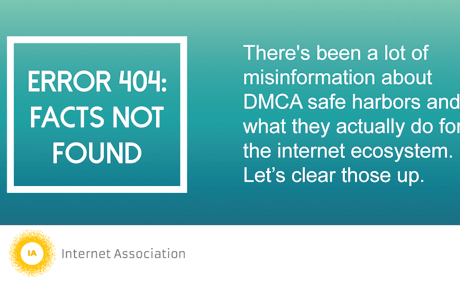 ERROR 404:
FACTS NOT
FOUND
There's been a lot of
misinformation about
DMCA safe harbors and
what they actually do for
the internet ecosystem.
Let’s clear those up.
IA
Internet Association